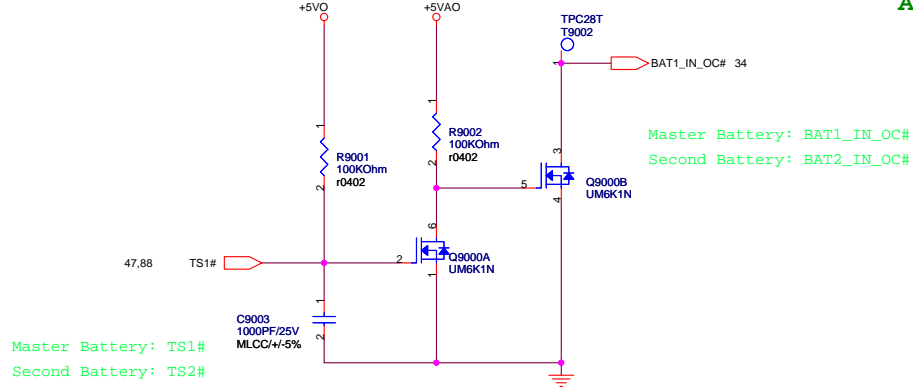 +5VO
+5VAO
A
TPC28T
T9002
1
BAT1_IN_OC# 34
1
R9001
100KOhm
r0402
2
1
R9002
100KOhm
r0402
2
Master Battery: BAT1_IN_OC#
Second Battery: BAT2_IN_OC#
3
5
Q9000B
UM6K1N
4
6
47,88
TS1#
2
Q9000A
UM6K1N
1
1
C9003
1000PF/25V
MLCC/+/-5%
2
Master Battery: TS1#
Second Battery: TS2#